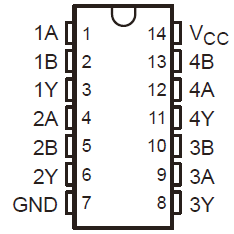 1A 1 14 VCC
1B 2 13 4B
1Y 3 12 4A
2A 4 11 4Y
2B 5 10 3B
2Y 6 9 3A
GND 7 8 3Y